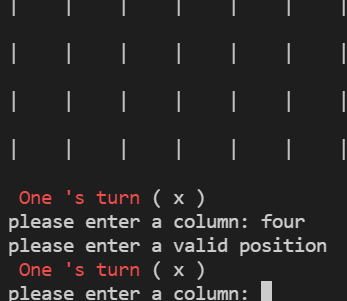 |    |    |    |    |    |    |
|    |    |    |    |    |    |
|    |    |    |    |    |    |
|    |    |    |    |    |    |
One 's turn ( x )
please enter a column: four
please enter a valid position
One 's turn ( x )
please enter a column: